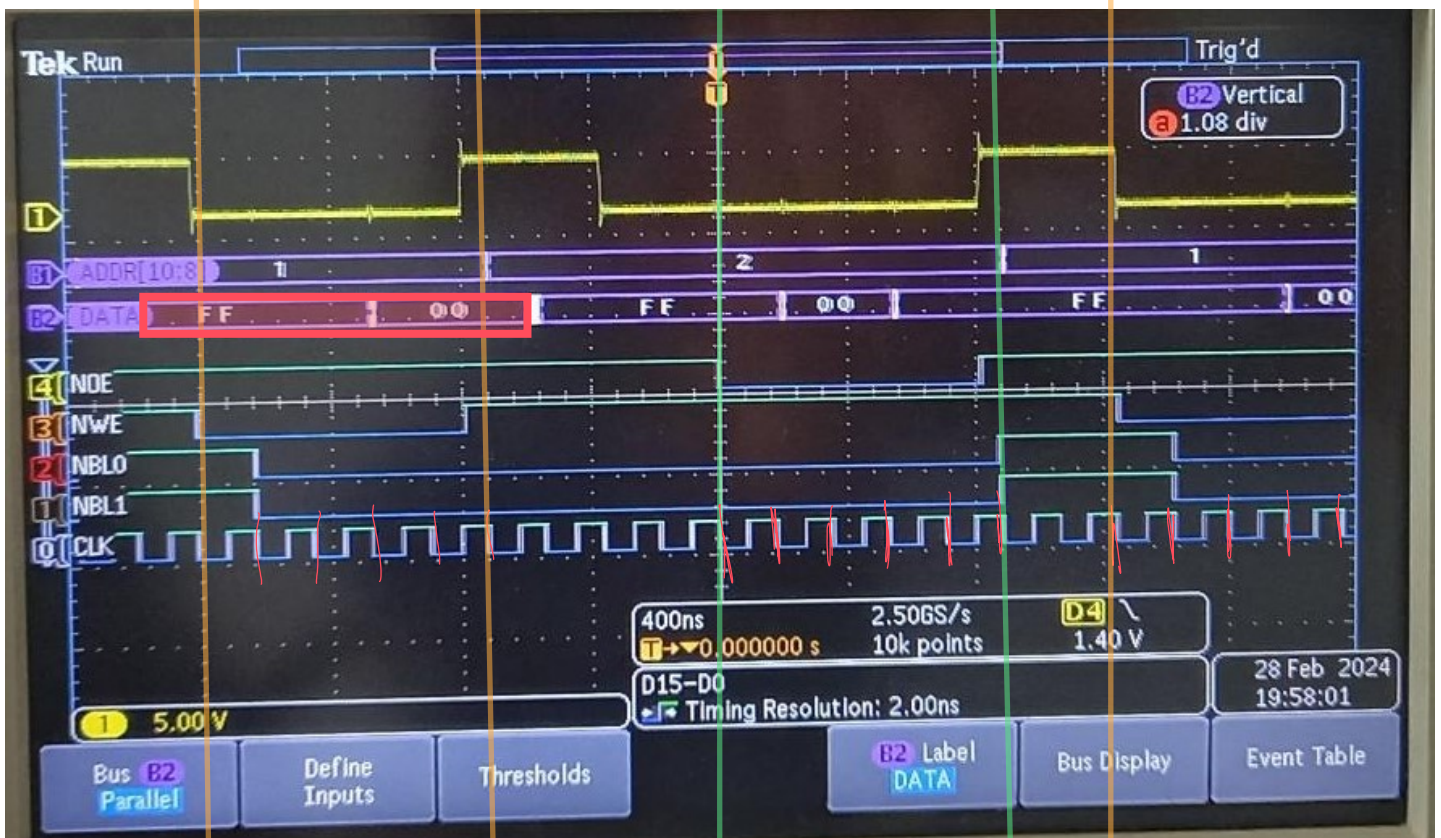 Tek Run
Trig'd
T
B2 Vertical
a 1.08 div
1
B1 ADDR[10:8] 1 2 1
B2 DATA FF 00 FF 00 FF 00
4 NOE
3 NWE
2 NBL0
1 NBL1
0 CLK
400ns 2.50GS/s D4
T→▼0.000000 s 10k points 1.40 V
D15-D0
Timing Resolution: 2.00ns
28 Feb 2024
19:58:01
1 5.00 V
Bus B2
Parallel
Define
Inputs
Thresholds
B2 Label
DATA
Bus Display
Event Table